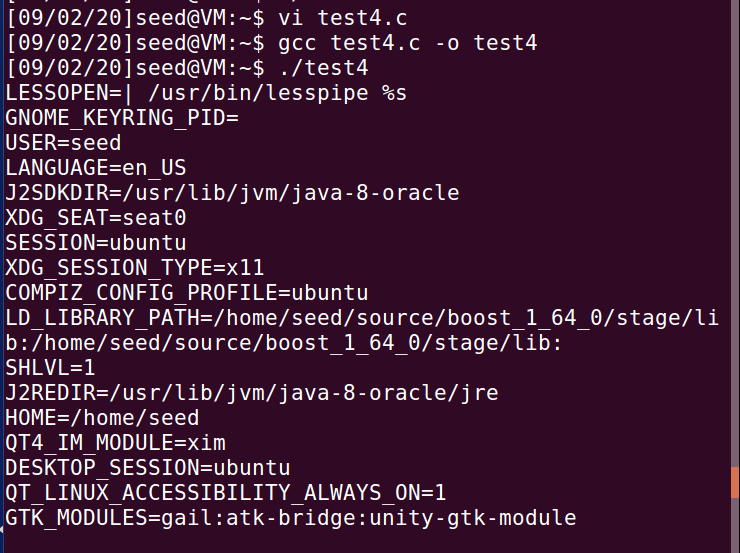 [09/02/20]seed@VM:~$ vi test4.c
[09/02/20]seed@VM:~$ gcc test4.c -o test4
[09/02/20]seed@VM:~$ ./test4
LESSOPEN=| /usr/bin/lesspipe %s
GNOME_KEYRING_PID=
USER=seed
LANGUAGE=en_US
J2SDKDIR=/usr/lib/jvm/java-8-oracle
XDG_SEAT=seat0
SESSION=ubuntu
XDG_SESSION_TYPE=x11
COMPIZ_CONFIG_PROFILE=ubuntu
LD_LIBRARY_PATH=/home/seed/source/boost_1_64_0/stage/li
b:/home/seed/source/boost_1_64_0/stage/lib:
SHLVL=1
J2REDIR=/usr/lib/jvm/java-8-oracle/jre
HOME=/home/seed
QT4_IM_MODULE=xim
DESKTOP_SESSION=ubuntu
QT_LINUX_ACCESSIBILITY_ALWAYS_ON=1
GTK_MODULES=gail:atk-bridge:unity-gtk-module